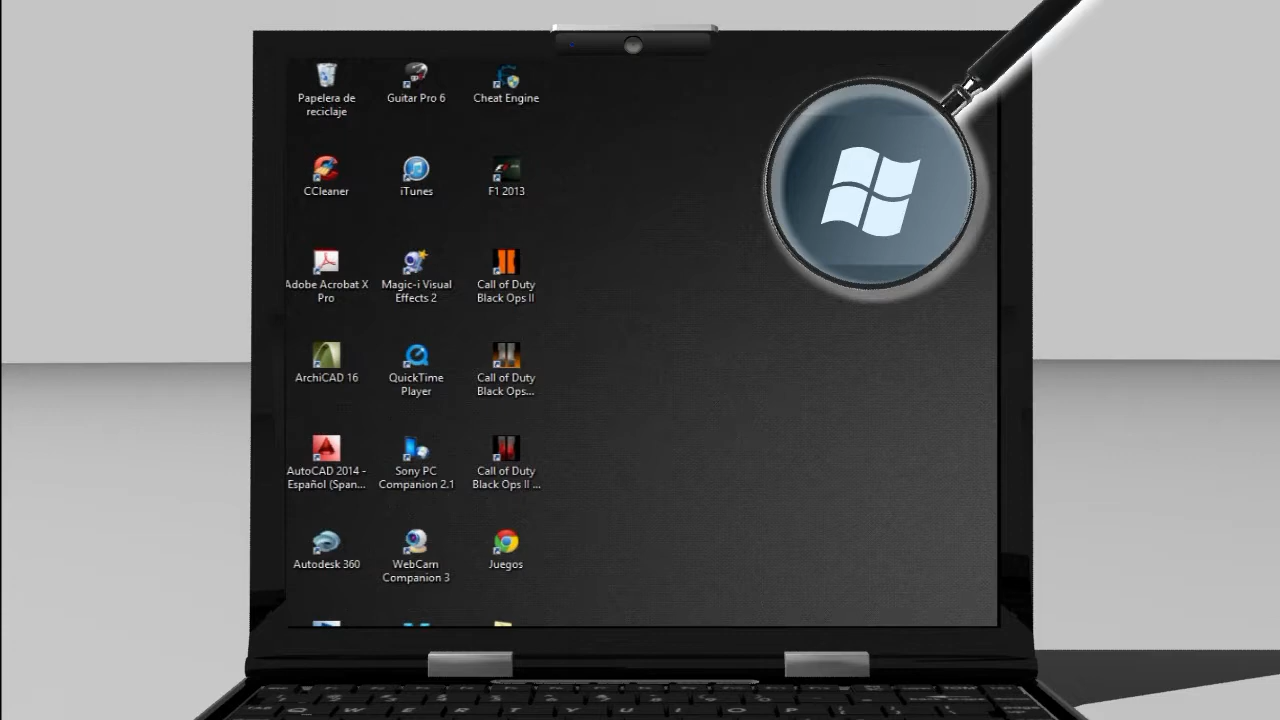 Papelera de
reciclaje
Guitar Pro 6
Cheat Engine
CCleaner
iTunes
F1 2013
Adobe Acrobat X
Pro
Magic-i Visual
Effects 2
Call of Duty
Black Ops II
ArchiCAD 16
QuickTime
Player
Call of Duty
Black Ops...
AutoCAD 2014 -
Español (Span...
Sony PC
Companion 2.1
Call of Duty
Black Ops II ...
Autodesk 360
WebCam
Companion 3
Juegos
Q W E R T Y U I O P